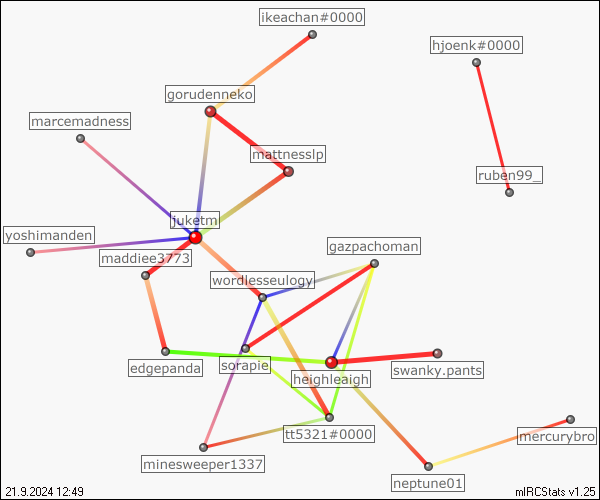 ikeachan#0000
hjoenk#0000
gorudenneko
marcemadness
mattnesslp
ruben99_
juketm
yoshimanden
gazpachoman
maddiee3773
wordlesseulogy
edgepanda
sorapie
swanky.pants
heighleaigh
tt5321#0000
mercurybro
minesweeper1337
neptune01
21.9.2024 12:49
mIRCStats v1.25